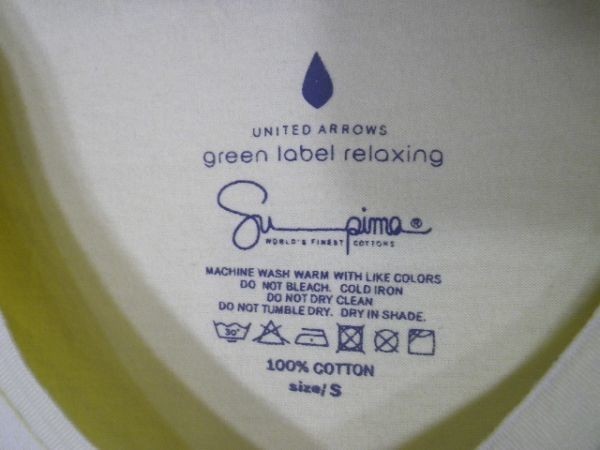 UNITED ARROWS
green label relaxing
Supima®
WORLD'S FINEST COTTONS
MACHINE WASH WARM WITH LIKE COLORS
DO NOT BLEACH. COLD IRON
DO NOT DRY CLEAN
DO NOT TUMBLE DRY. DRY IN SHADE.
30°
100% COTTON
size/S